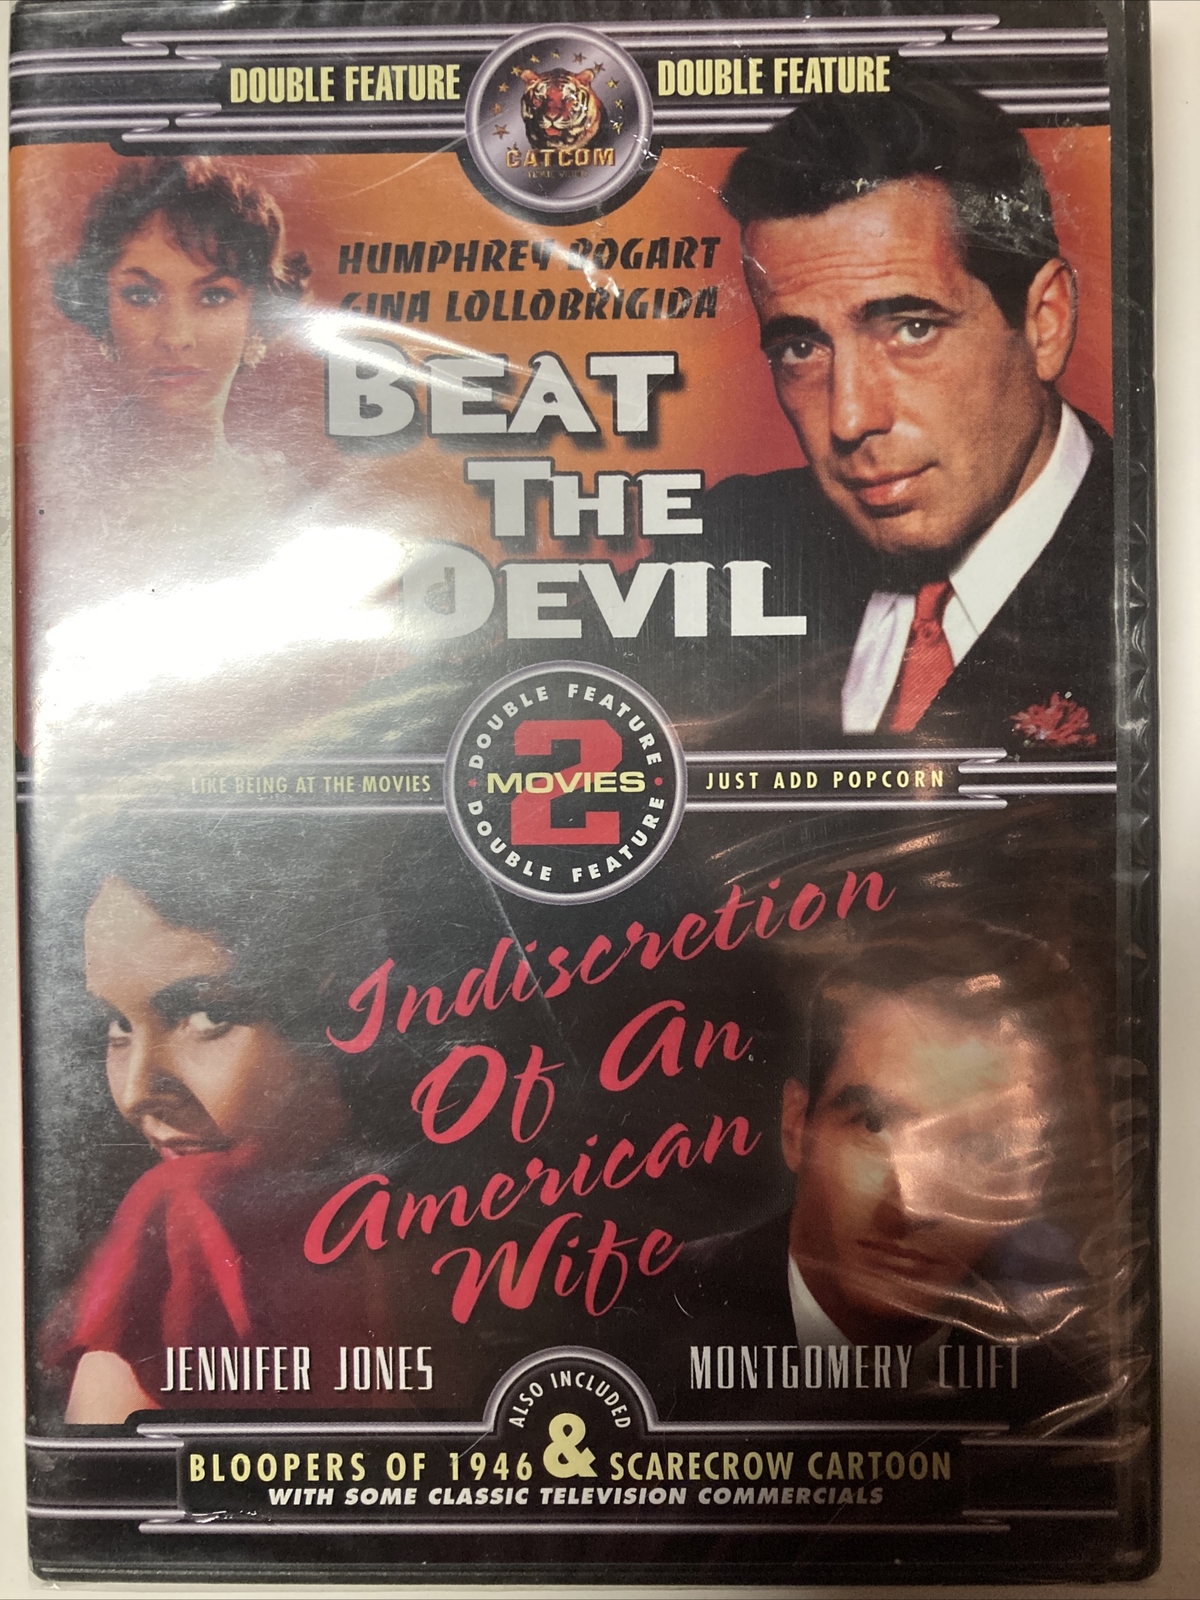 DOUBLE FEATURE
DOUBLE FEATURE
CATCOM
HUMPHREY BOGART
GINA LOLLOBRIGIDA
BEAT
THE
DEVIL
LIKE BEING AT THE MOVIES
DOUBLE FEATURE
2
MOVIES
DOUBLE FEATURE
JUST ADD POPCORN
Indiscretion
Of An
American
Wife
JENNIFER JONES
MONTGOMERY CLIFT
ALSO INCLUDED
BLOOPERS OF 1946 & SCARECROW CARTOON
WITH SOME CLASSIC TELEVISION COMMERCIALS